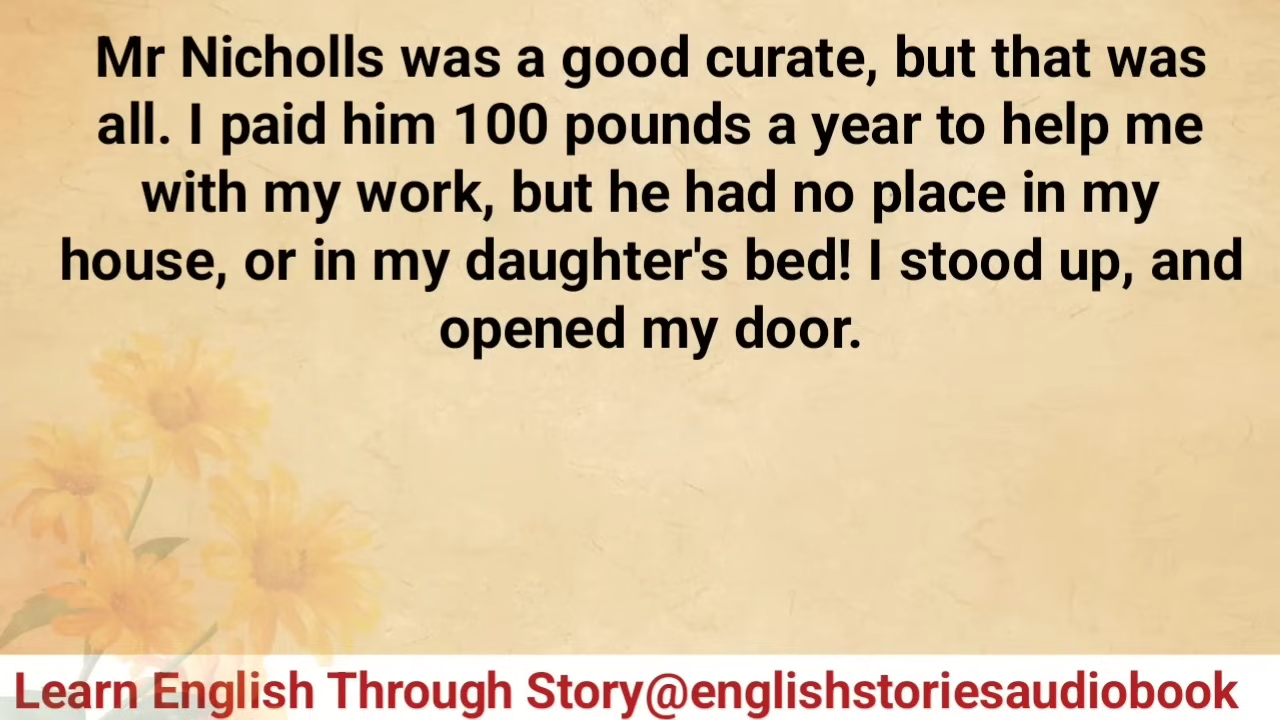 Mr Nicholls was a good curate, but that was
all. I paid him 100 pounds a year to help me
with my work, but he had no place in my
house, or in my daughter's bed! I stood up, and
opened my door.
Learn English Through Story@englishstoriesaudiobook